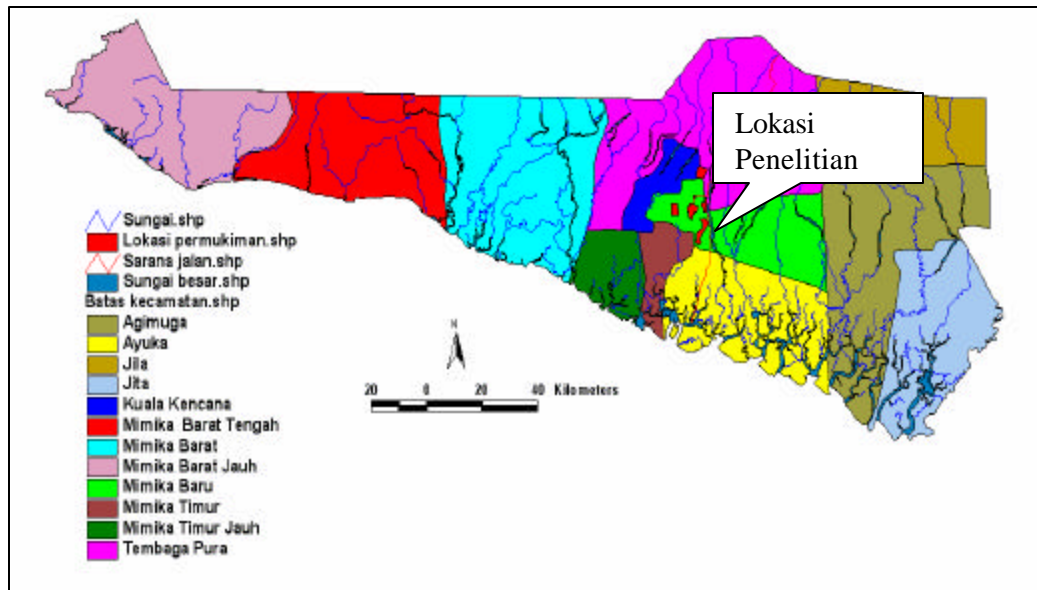 Lokasi
Penelitian
Sungai.shp
Lokasi permukiman.shp
Sarana jalan.shp
Sungai besar.shp
Batas kecamatan.shp
Agimuga
Ayuka
Jila
Jita
Kuala Kencana
Mimika Barat Tengah
Mimika Barat
Mimika Barat Jauh
Mimika Baru
Mimika Timur
Mimika Timur Jauh
Tembaga Pura
N
20 0 20 40 Kilometers